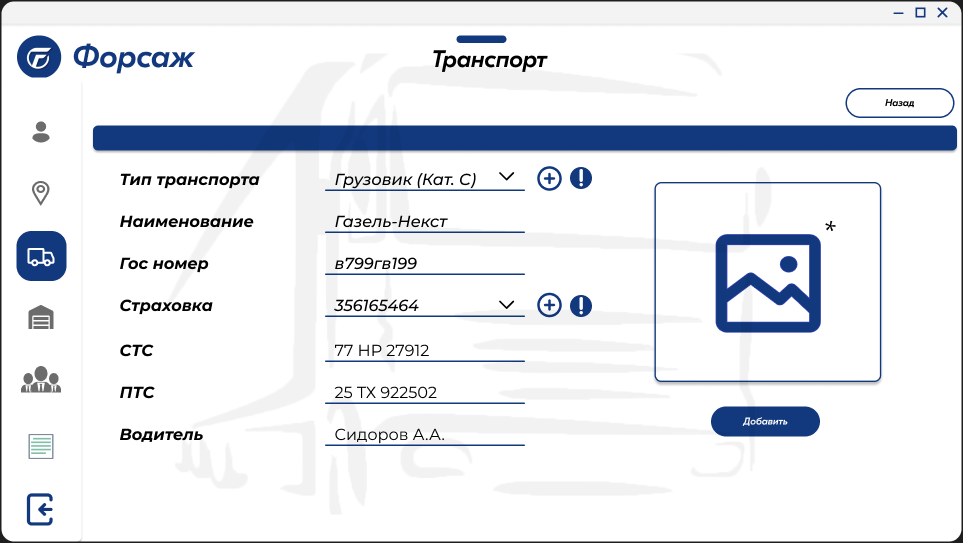 Форсаж
Транспорт
Назад
Тип транспорта Грузовик (Кат. C)
Наименование Газель-Некст
Гос номер в799гв199
Страховка 356165464
СТС 77 НР 27912
ПТС 25 ТХ 922502
Водитель Сидоров А.А.
*
Добавить